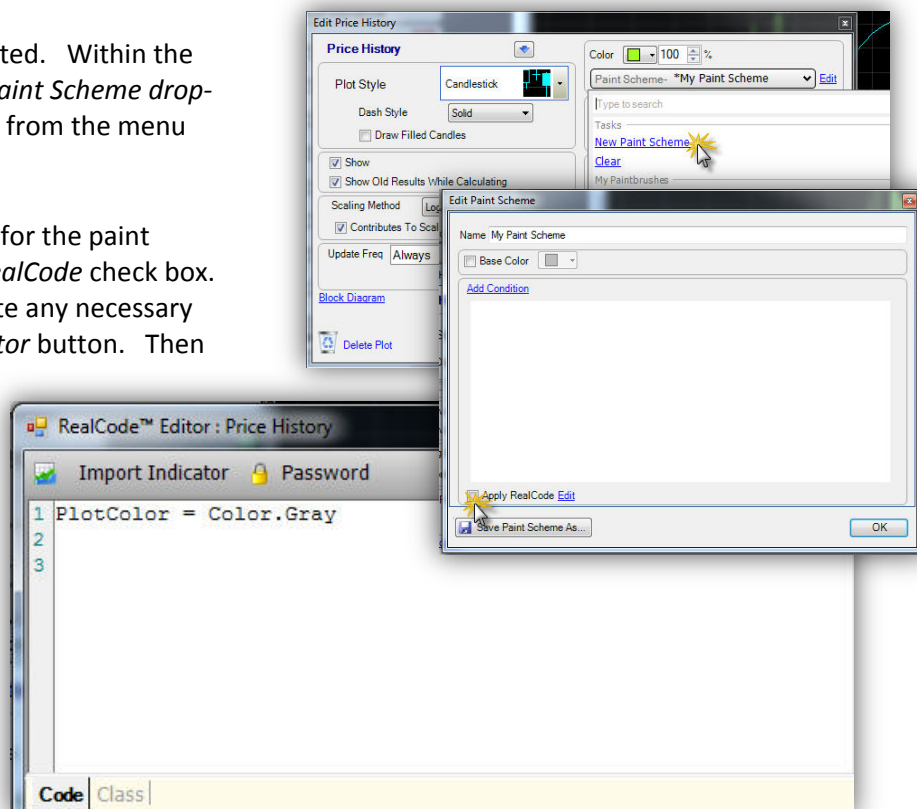 ted. Within the
aint Scheme drop-
from the menu
for the paint
ealCode check box.
te any necessary
tor button. Then
Edit Price History
Price History
Plot Style
Candlestick
Dash Style
Solid
Draw Filled Candles
Show
Show Old Results While Calculating
Scaling Method
Contributes To Scal
Update Freq
Always
Block Diagram
Delete Plot
Color
100
%
Paint Scheme- *My Paint Scheme
Edit
Type to search
Tasks
New Paint Scheme
Clear
My Paintbrushes
Edit Paint Scheme
Name My Paint Scheme
Base Color
Add Condition
Apply RealCode Edit
Save Paint Scheme As...
OK
RealCode™ Editor : Price History
Import Indicator
Password
1 PlotColor = Color.Gray
2
3
Code Class